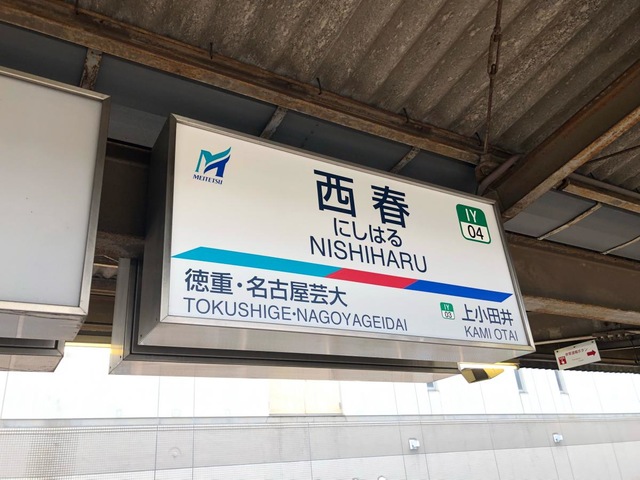 MEITETSU
西春
IY
04
にしはる
NISHIHARU
徳重・名古屋芸大
TOKUSHIGE・NAGOYAGEIDAI
IY
03
上小田井
KAMI OTAI